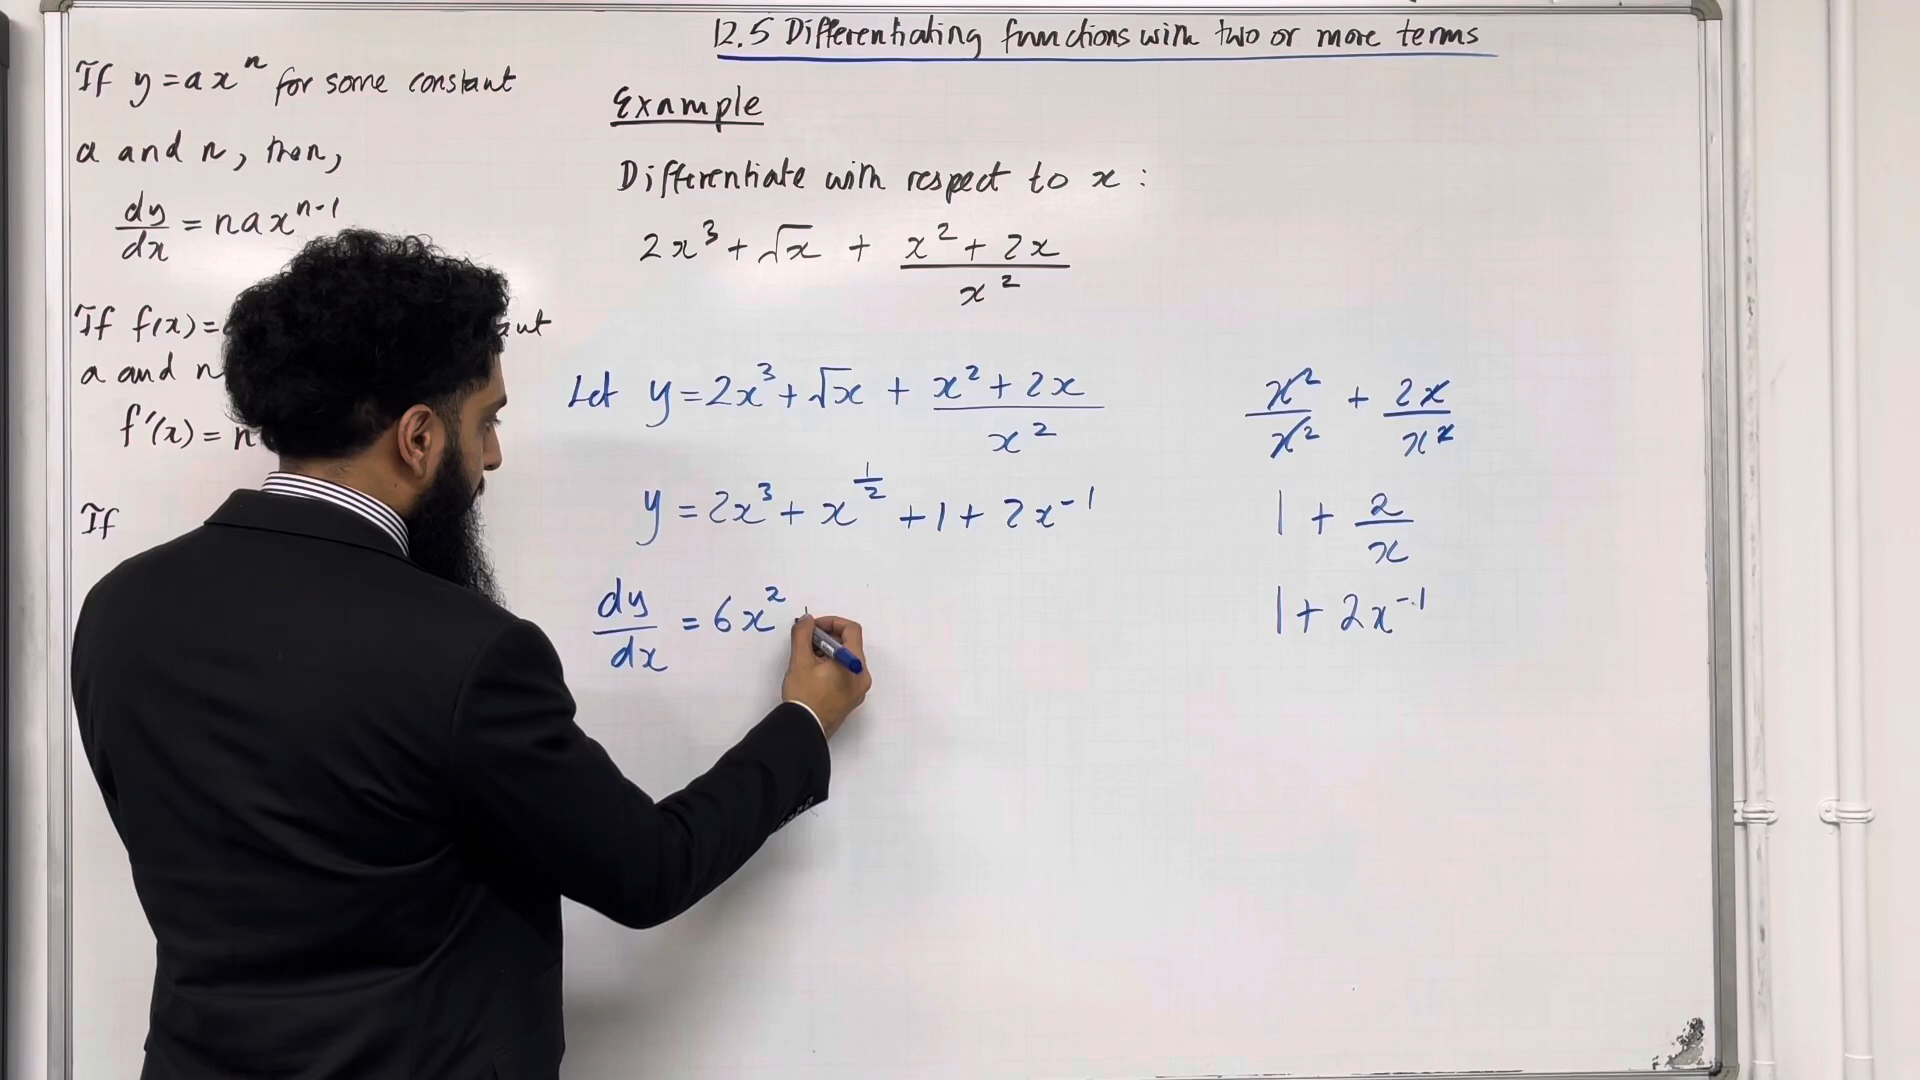 12.5 Differentiating functions with two or more terms
If y = ax^n for some constant
a and n, then,
dy/dx = nax^(n-1)
If f(x) =
a and n
f'(x) = n
If
Example
Differentiate with respect to x :
2x^3 + √x + (x^2 + 2x)/x^2
Let y = 2x^3 + √x + (x^2 + 2x)/x^2
y = 2x^3 + x^(1/2) + 1 + 2x^-1
dy/dx = 6x^2
x^2/x^2 + 2x/x^2
1 + 2/x
1 + 2x^-1